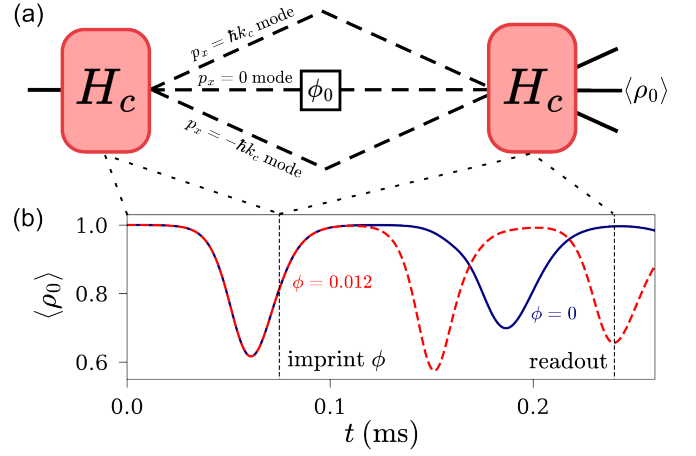 (a)
H_c
p_x = ħk_c mode
p_x = 0 mode
p_x = −ħk_c mode
ϕ_0
H_c
⟨ρ_0⟩
(b)
⟨ρ_0⟩
1.0
0.8
0.6
ϕ = 0.012
ϕ = 0
imprint ϕ
readout
0.0
0.1
0.2
t (ms)